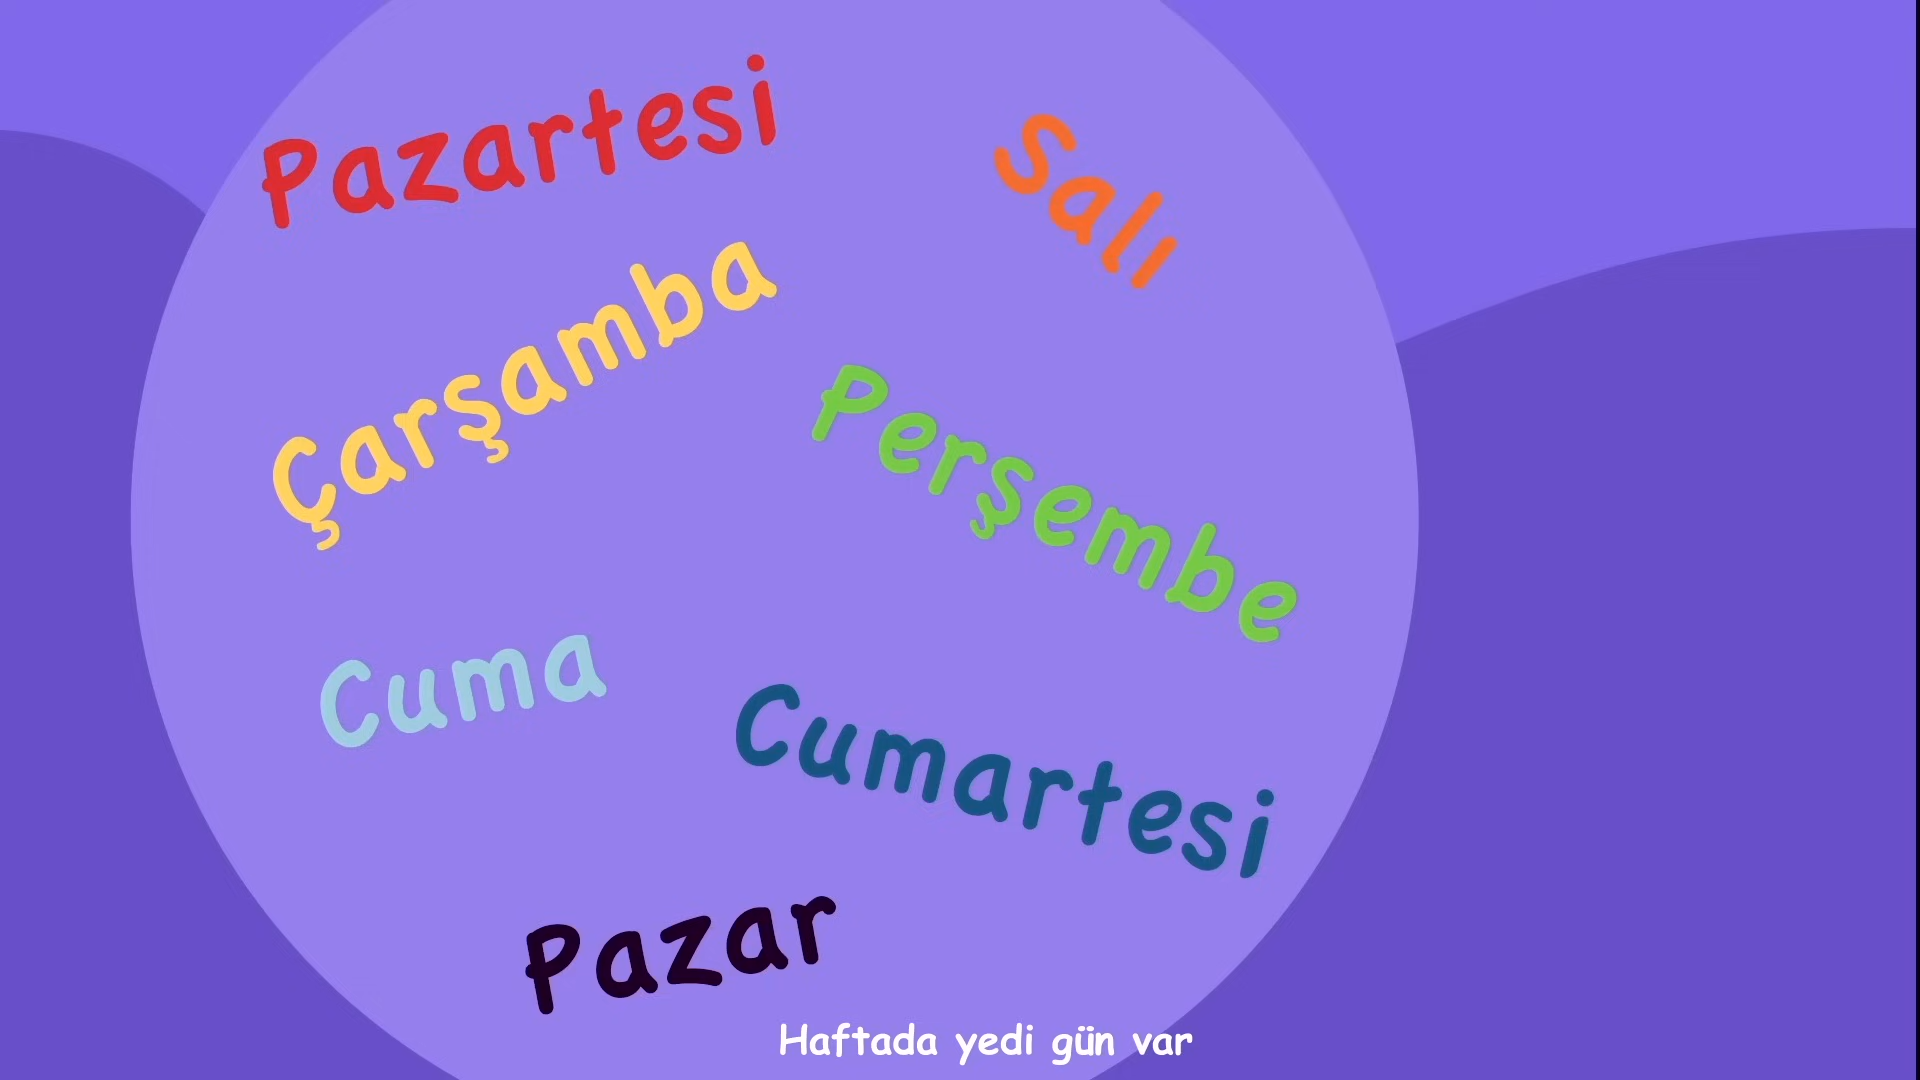 Pazartesi
Salı
Çarşamba
Perşembe
Cuma
Cumartesi
Pazar
Haftada yedi gün var